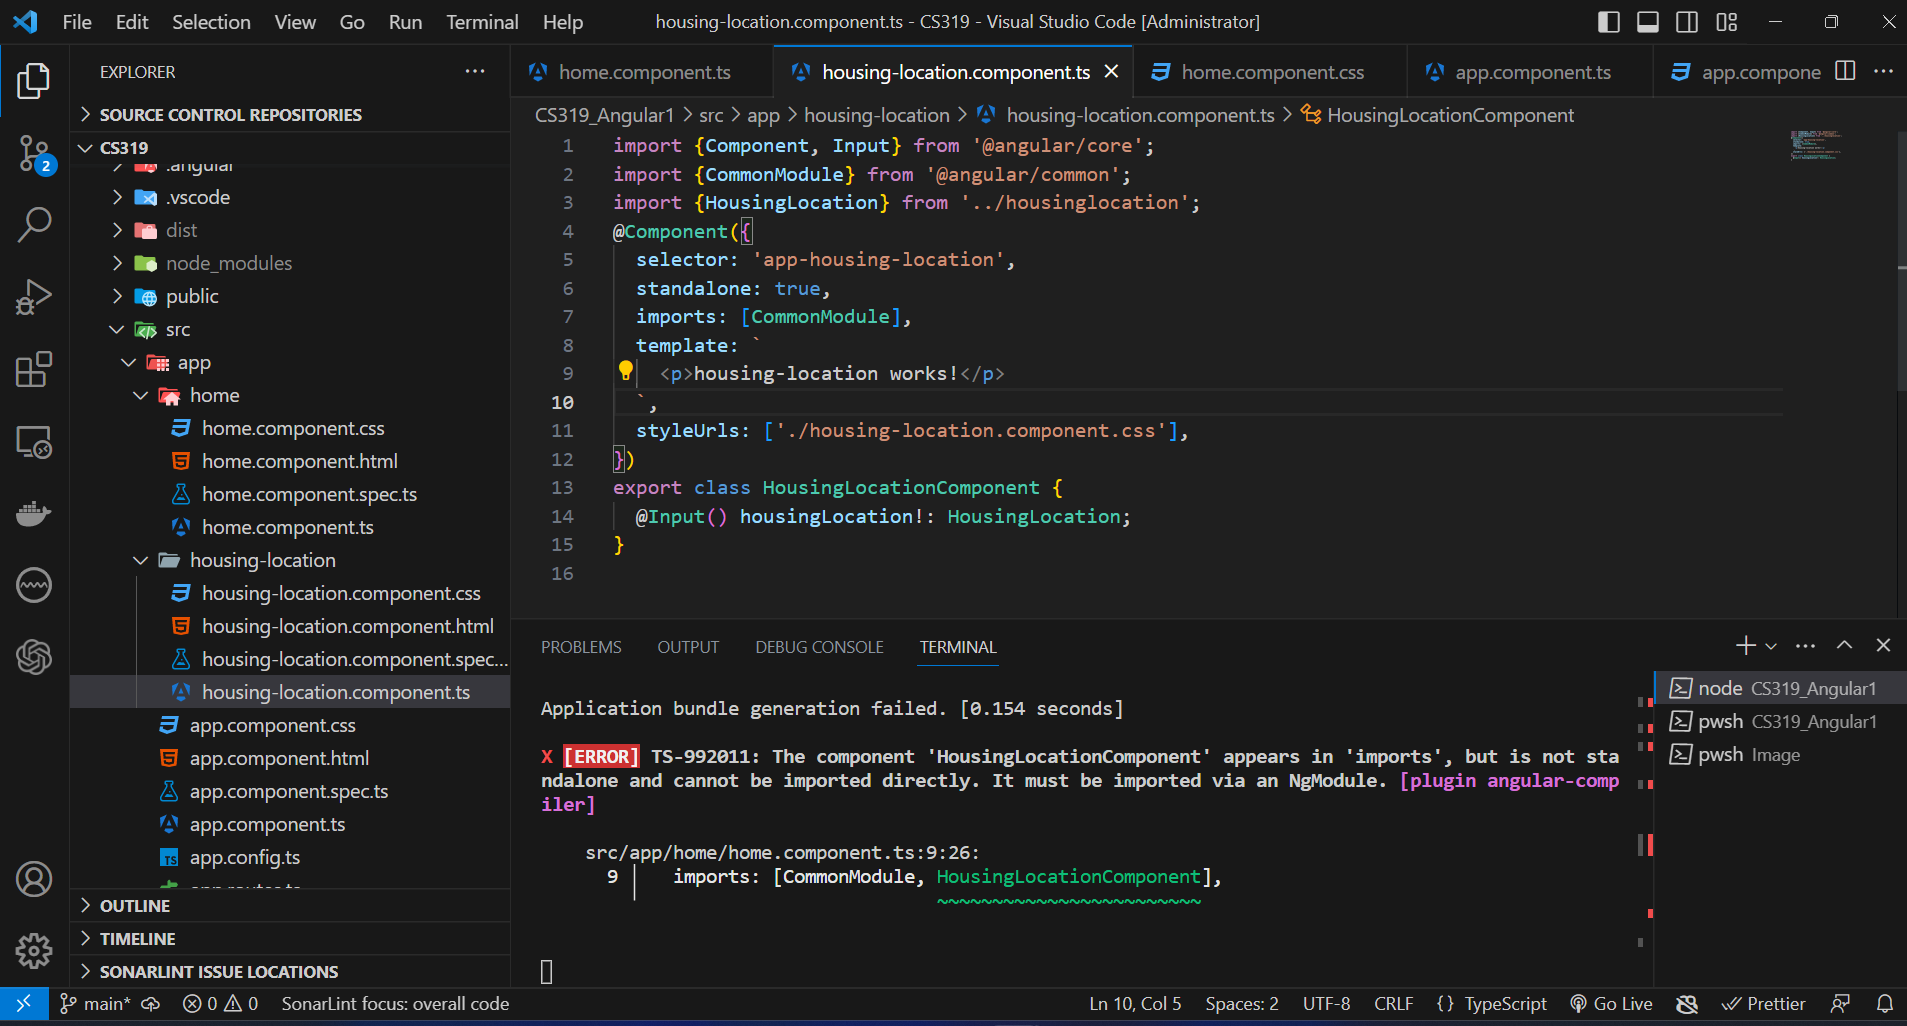 File Edit Selection View Go Run Terminal Help
housing-location.component.ts - CS319 - Visual Studio Code [Administrator]
EXPLORER
SOURCE CONTROL REPOSITORIES
CS319
.angular
.vscode
dist
node_modules
public
src
app
home
home.component.css
home.component.html
home.component.spec.ts
home.component.ts
housing-location
housing-location.component.css
housing-location.component.html
housing-location.component.spec...
housing-location.component.ts
app.component.css
app.component.html
app.component.spec.ts
app.component.ts
app.config.ts
OUTLINE
TIMELINE
SONARLINT ISSUE LOCATIONS
2
home.component.ts housing-location.component.ts home.component.css app.component.ts app.compone
CS319_Angular1 > src > app > housing-location > housing-location.component.ts > HousingLocationComponent
1 import {Component, Input} from '@angular/core';
2 import {CommonModule} from '@angular/common';
3 import {HousingLocation} from '../housinglocation';
4 @Component({
5 selector: 'app-housing-location',
6 standalone: true,
7 imports: [CommonModule],
8 template: `
9 <p>housing-location works!</p>
10 `,
11 styleUrls: ['./housing-location.component.css'],
12 })
13 export class HousingLocationComponent {
14 @Input() housingLocation!: HousingLocation;
15 }
16
PROBLEMS OUTPUT DEBUG CONSOLE TERMINAL
Application bundle generation failed. [0.154 seconds]
X [ERROR] TS-992011: The component 'HousingLocationComponent' appears in 'imports', but is not sta
ndalone and cannot be imported directly. It must be imported via an NgModule. [plugin angular-comp
iler]
src/app/home/home.component.ts:9:26:
9 │ imports: [CommonModule, HousingLocationComponent],
~~~~~~~~~~~~~~~~~~~~~~~~
node CS319_Angular1
pwsh CS319_Angular1
pwsh Image
main* 0 0 SonarLint focus: overall code
Ln 10, Col 5 Spaces: 2 UTF-8 CRLF {} TypeScript Go Live Prettier